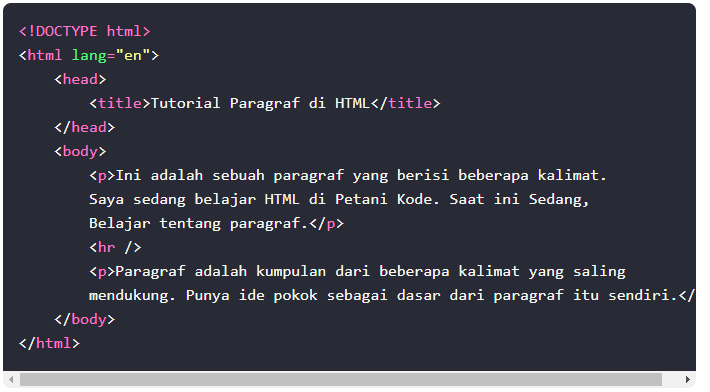 <!DOCTYPE html>
<html lang="en">
    <head>
        <title>Tutorial Paragraf di HTML</title>
    </head>
    <body>
        <p>Ini adalah sebuah paragraf yang berisi beberapa kalimat.
        Saya sedang belajar HTML di Petani Kode. Saat ini Sedang,
        Belajar tentang paragraf.</p>
        <hr />
        <p>Paragraf adalah kumpulan dari beberapa kalimat yang saling
        mendukung. Punya ide pokok sebagai dasar dari paragraf itu sendiri.</
    </body>
</html>